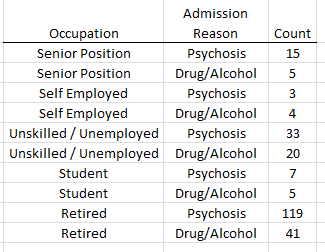 Admission
Occupation Reason Count
Senior Position Psychosis 15
Senior Position Drug/Alcohol 5
Self Employed Psychosis 3
Self Employed Drug/Alcohol 4
Unskilled / Unemployed Psychosis 33
Unskilled / Unemployed Drug/Alcohol 20
Student Psychosis 7
Student Drug/Alcohol 5
Retired Psychosis 119
Retired Drug/Alcohol 41